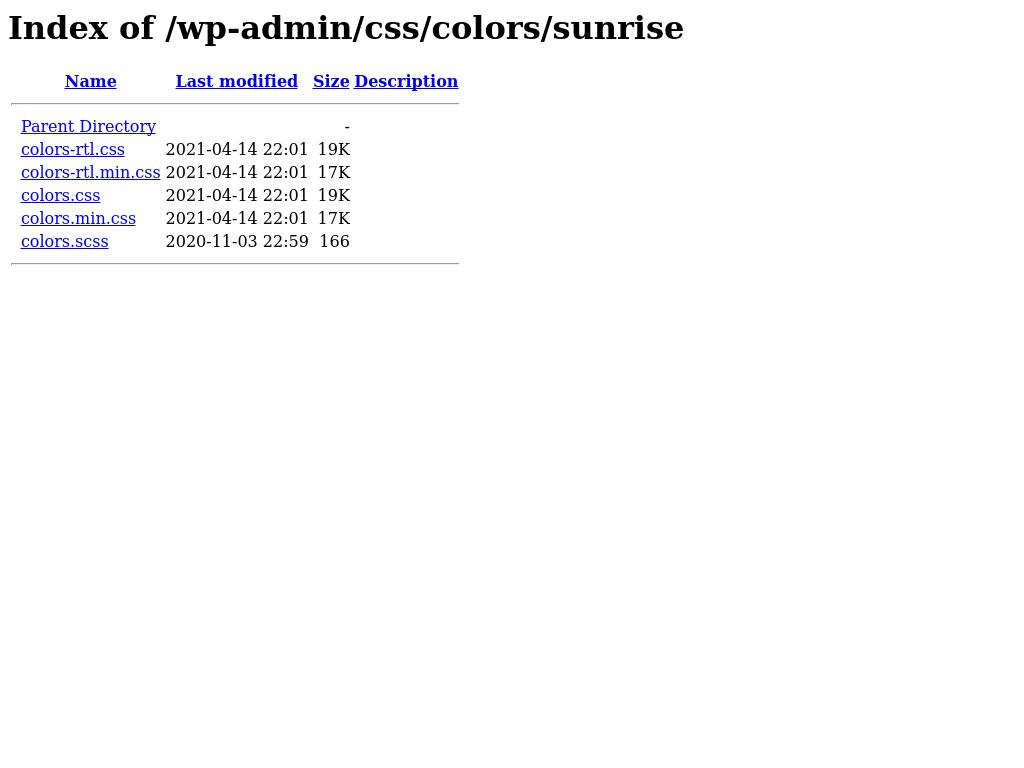 Index of /wp-admin/css/colors/sunrise
Name Last modified Size Description
Parent Directory -
colors-rtl.css 2021-04-14 22:01 19K
colors-rtl.min.css 2021-04-14 22:01 17K
colors.css 2021-04-14 22:01 19K
colors.min.css 2021-04-14 22:01 17K
colors.scss 2020-11-03 22:59 166